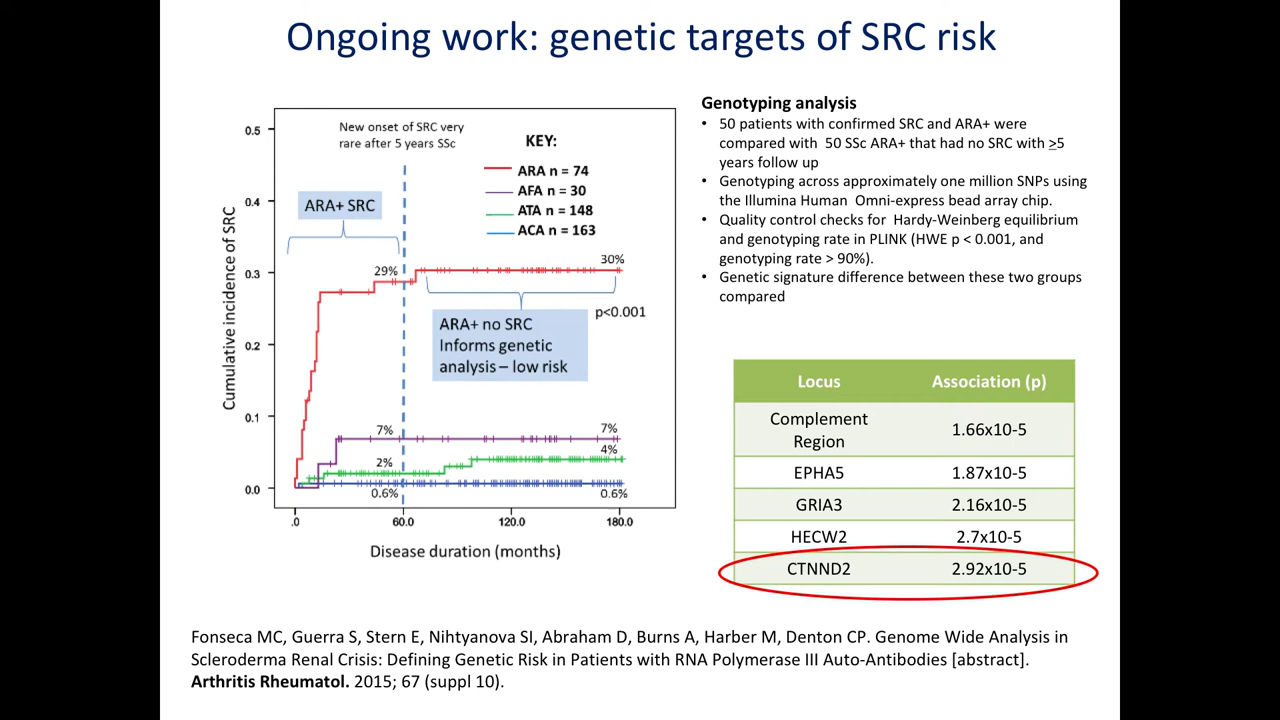 Ongoing work: genetic targets of SRC risk
New onset of SRC very
rare after 5 years SSc
KEY:
ARA n = 74
AFA n = 30
ATA n = 148
ACA n = 163
ARA+ SRC
Cumulative incidence of SRC
0.5
0.4
0.3
0.2
0.1
0.0
29%
30%
p<0.001
ARA+ no SRC
Informs genetic
analysis – low risk
7%
7%
4%
2%
0.6%
0.6%
.0
60.0
120.0
180.0
Disease duration (months)
Genotyping analysis
• 50 patients with confirmed SRC and ARA+ were
compared with 50 SSc ARA+ that had no SRC with ≥5
years follow up
• Genotyping across approximately one million SNPs using
the Illumina Human Omni-express bead array chip.
• Quality control checks for Hardy-Weinberg equilibrium
and genotyping rate in PLINK (HWE p < 0.001, and
genotyping rate > 90%).
• Genetic signature difference between these two groups
compared
Locus Association (p)
Complement
Region 1.66x10-5
EPHA5 1.87x10-5
GRIA3 2.16x10-5
HECW2 2.7x10-5
CTNND2 2.92x10-5
Fonseca MC, Guerra S, Stern E, Nihtyanova SI, Abraham D, Burns A, Harber M, Denton CP. Genome Wide Analysis in
Scleroderma Renal Crisis: Defining Genetic Risk in Patients with RNA Polymerase III Auto-Antibodies [abstract].
Arthritis Rheumatol. 2015; 67 (suppl 10).